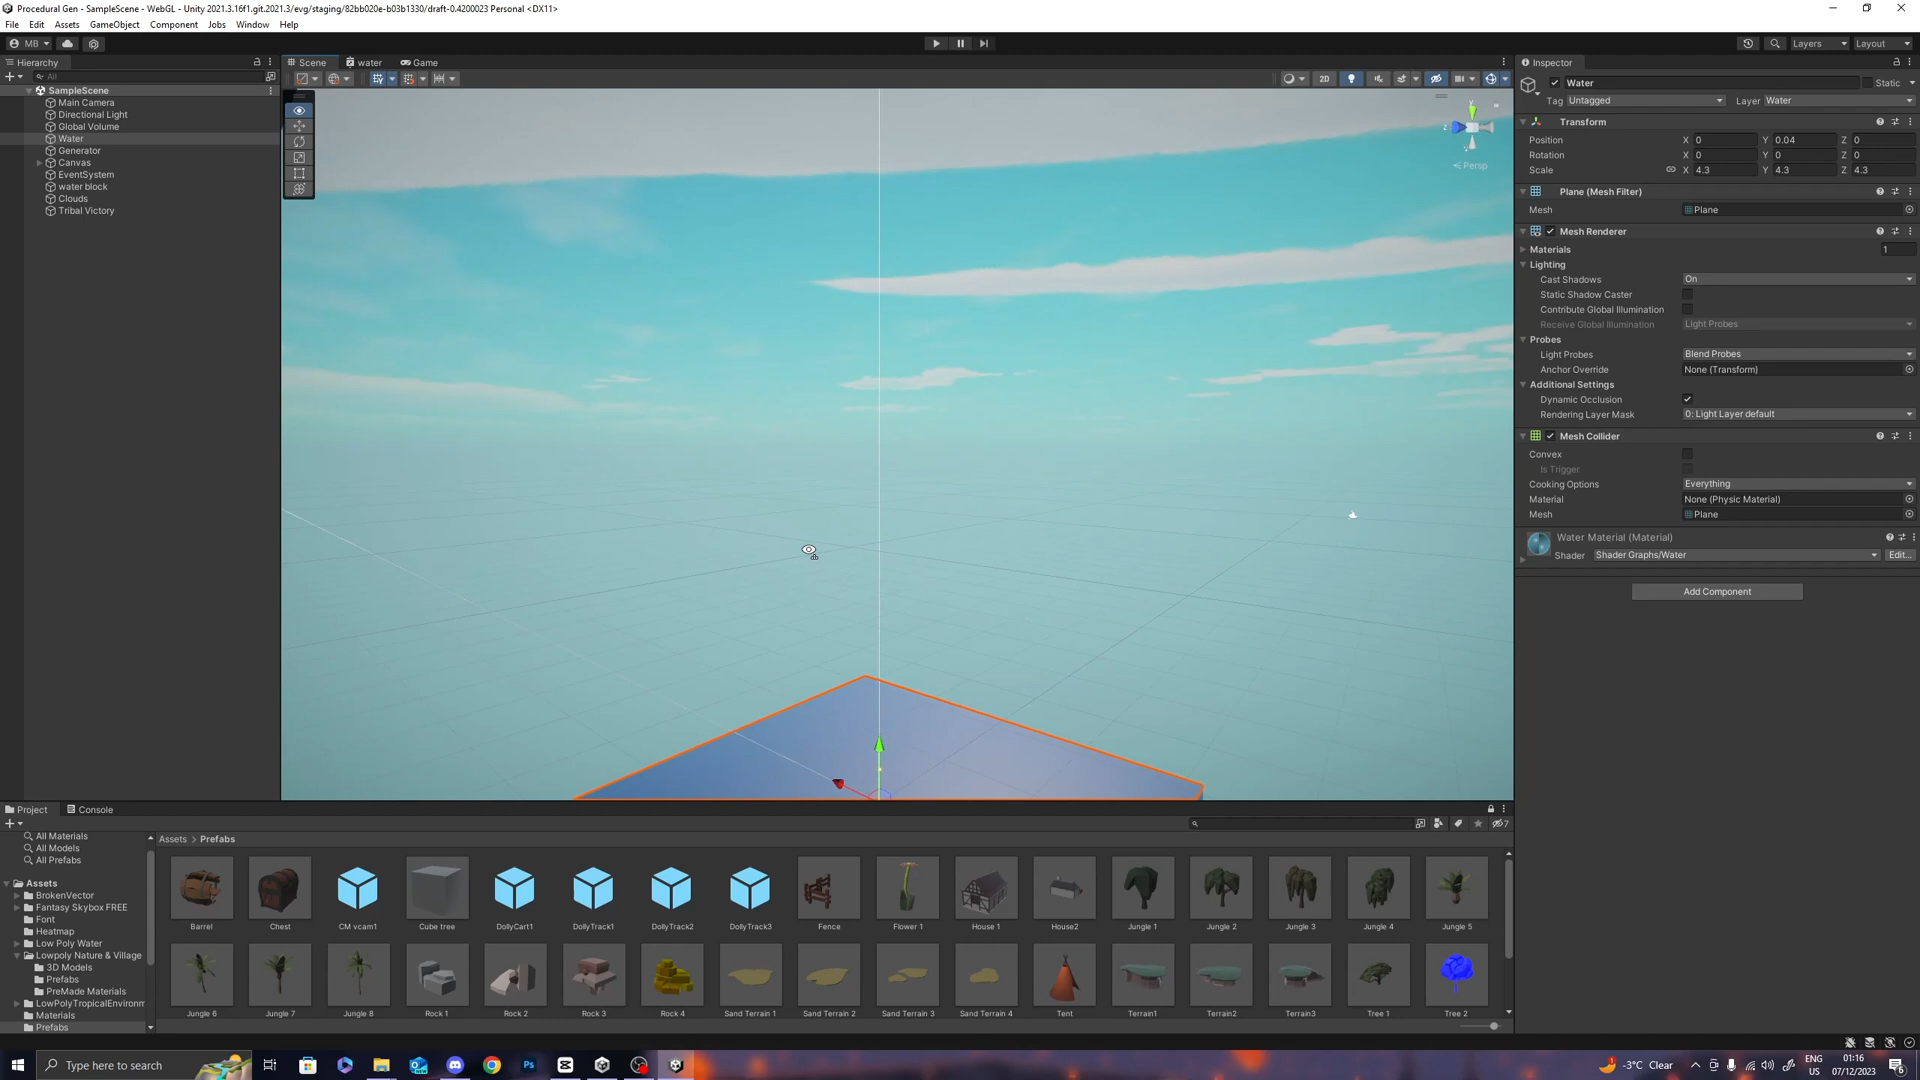 Procedural Gen - SampleScene - WebGL - Unity 2021.3.16f1.git.2021.3/evg/staging/82bb020e-b03b1330/draft-0.4200023 Personal <DX11>
File Edit Assets GameObject Component Jobs Window Help
MB
Layers
Layout
Hierarchy
All
SampleScene
Main Camera
Directional Light
Global Volume
Water
Generator
Canvas
EventSystem
water block
Clouds
Tribal Victory
Scene water Game
2D
y
z
Persp
Inspector
Water Static
Tag Untagged Layer Water
Transform
Position X 0 Y 0.04 Z 0
Rotation X 0 Y 0 Z 0
Scale X 4.3 Y 4.3 Z 4.3
Plane (Mesh Filter)
Mesh Plane
Mesh Renderer
Materials 1
Lighting
Cast Shadows On
Static Shadow Caster
Contribute Global Illumination
Receive Global Illumination Light Probes
Probes
Light Probes Blend Probes
Anchor Override None (Transform)
Additional Settings
Dynamic Occlusion
Rendering Layer Mask 0: Light Layer default
Mesh Collider
Convex
Is Trigger
Cooking Options Everything
Material None (Physic Material)
Mesh Plane
Water Material (Material)
Shader Shader Graphs/Water Edit...
Add Component
Project Console
7
All Materials
All Models
All Prefabs
Assets
BrokenVector
Fantasy Skybox FREE
Font
Heatmap
Low Poly Water
Lowpoly Nature & Village
3D Models
Prefabs
PreMade Materials
LowPolyTropicalEnvironm
Materials
Prefabs
Assets > Prefabs
Barrel Chest CM vcam1 Cube tree DollyCart1 DollyTrack1 DollyTrack2 DollyTrack3 Fence Flower 1 House 1 House2 Jungle 1 Jungle 2 Jungle 3 Jungle 4 Jungle 5
Jungle 6 Jungle 7 Jungle 8 Rock 1 Rock 2 Rock 3 Rock 4 Sand Terrain 1 Sand Terrain 2 Sand Terrain 3 Sand Terrain 4 Tent Terrain1 Terrain2 Terrain3 Tree 1 Tree 2
Type here to search
Ps
-3°C Clear
ENG
US
01:16
07/12/2023
6